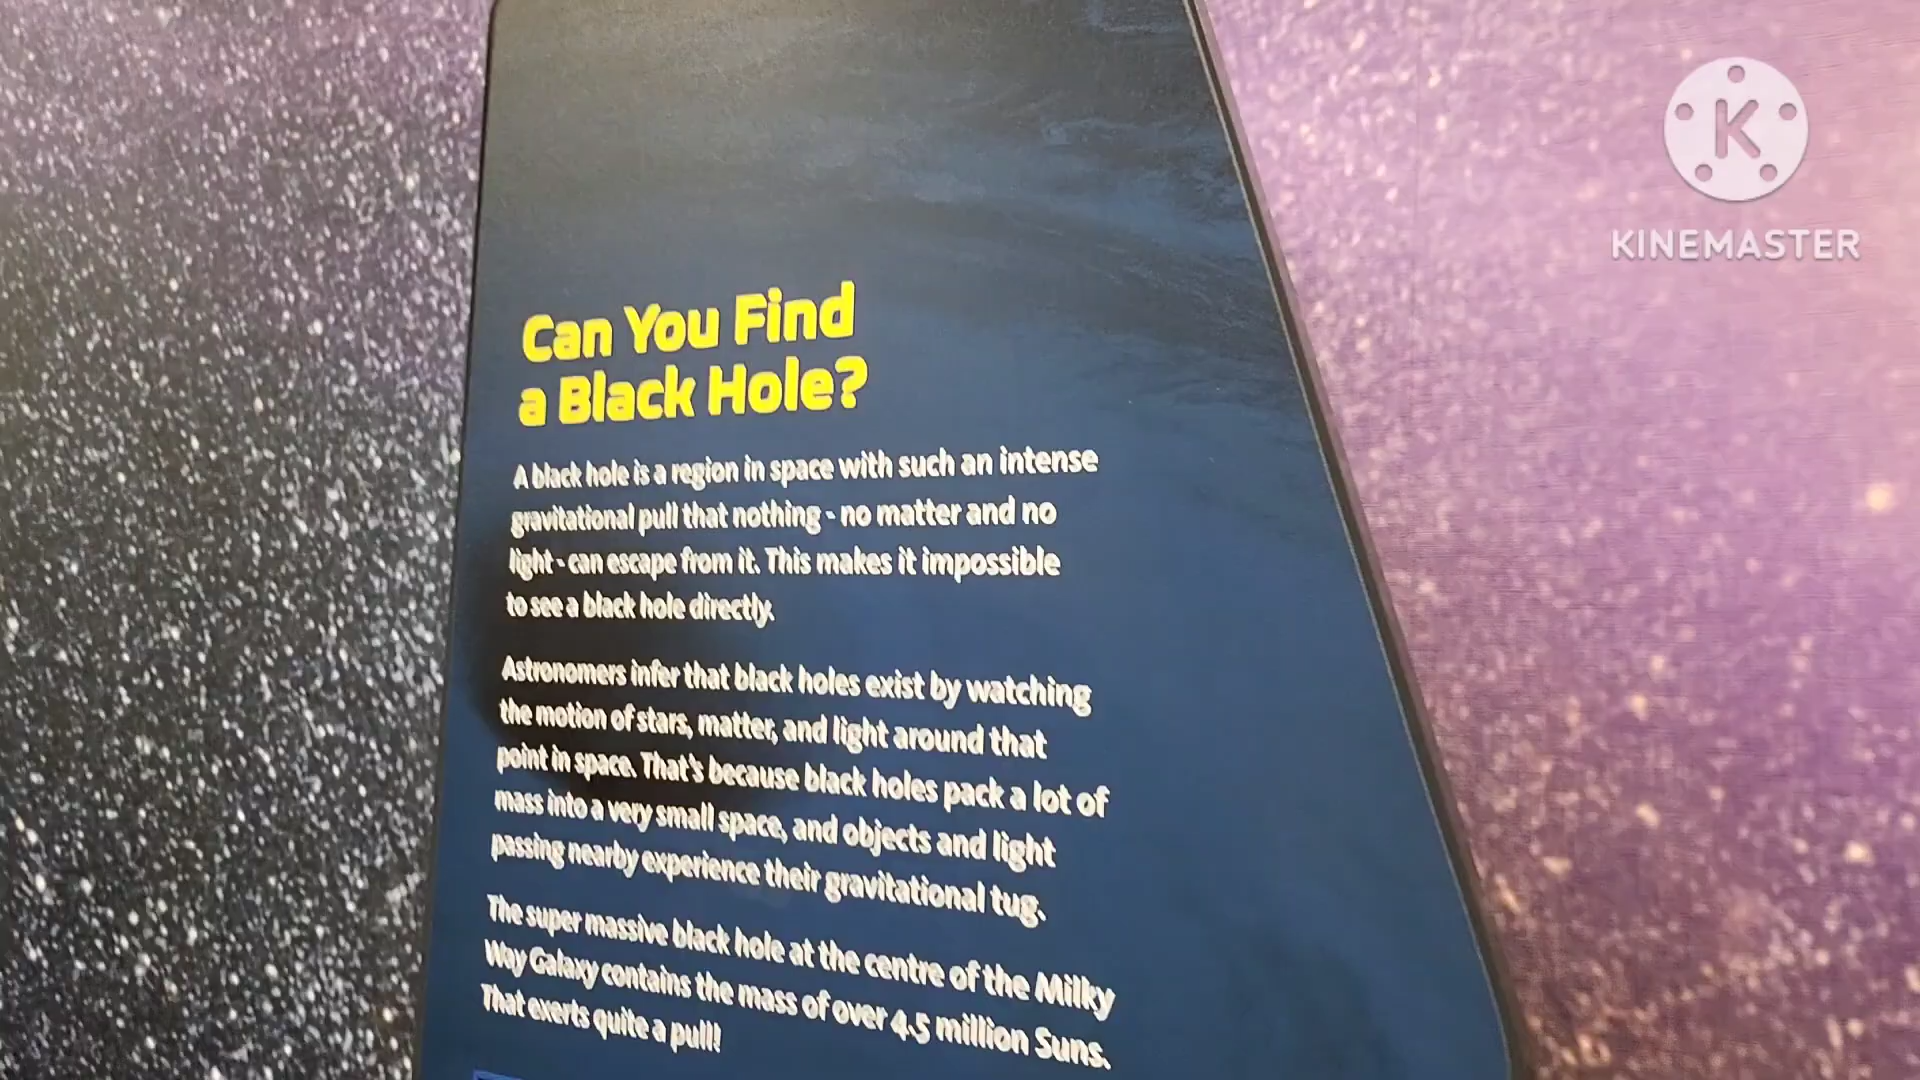 Can You Find
a Black Hole?
A black hole is a region in space with such an intense
gravitational pull that nothing - no matter and no
light - can escape from it. This makes it impossible
to see a black hole directly.
Astronomers infer that black holes exist by watching
the motion of stars, matter, and light around that
point in space. That's because black holes pack a lot of
mass into a very small space, and objects and light
passing nearby experience their gravitational tug.
The super massive black hole at the centre of the Milky
Way Galaxy contains the mass of over 4.5 million Suns.
That exerts quite a pull!
K
KINEMASTER